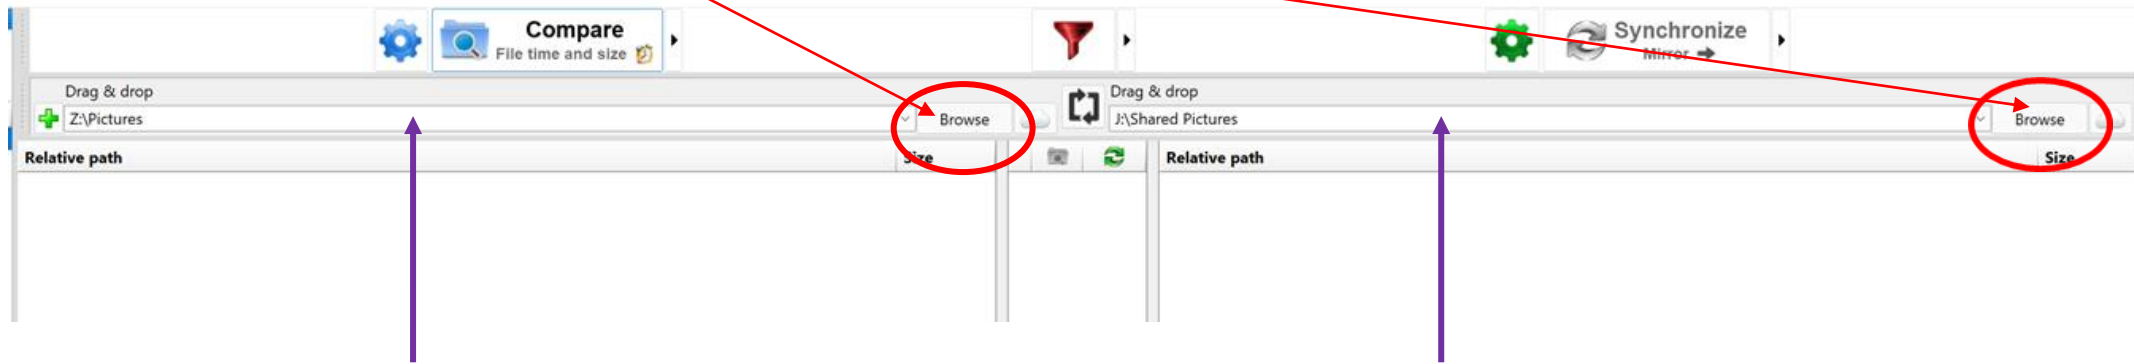 Compare
File time and size
Synchronize
Mirror
Drag & drop
Z:\Pictures
Browse
Drag & drop
J:\Shared Pictures
Browse
Relative path
Size
Relative path
Size